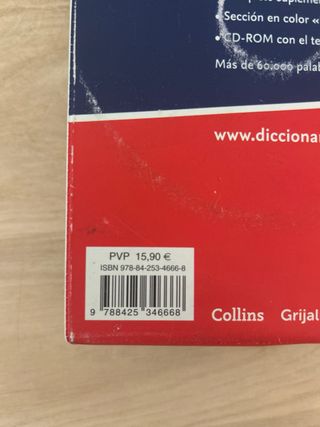 • Sección en color «
• CD-ROM con el te
Más de 60.000 palab
www.dicciona
PVP 15,90 €
ISBN 978-84-253-4666-8
9 788425 346668
Collins Grijal